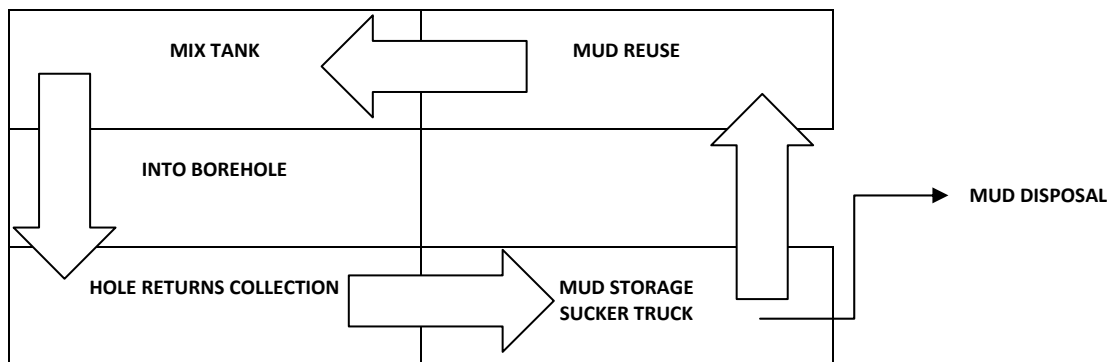 MIX TANK
MUD REUSE
INTO BOREHOLE
MUD DISPOSAL
HOLE RETURNS COLLECTION
MUD STORAGE
SUCKER TRUCK